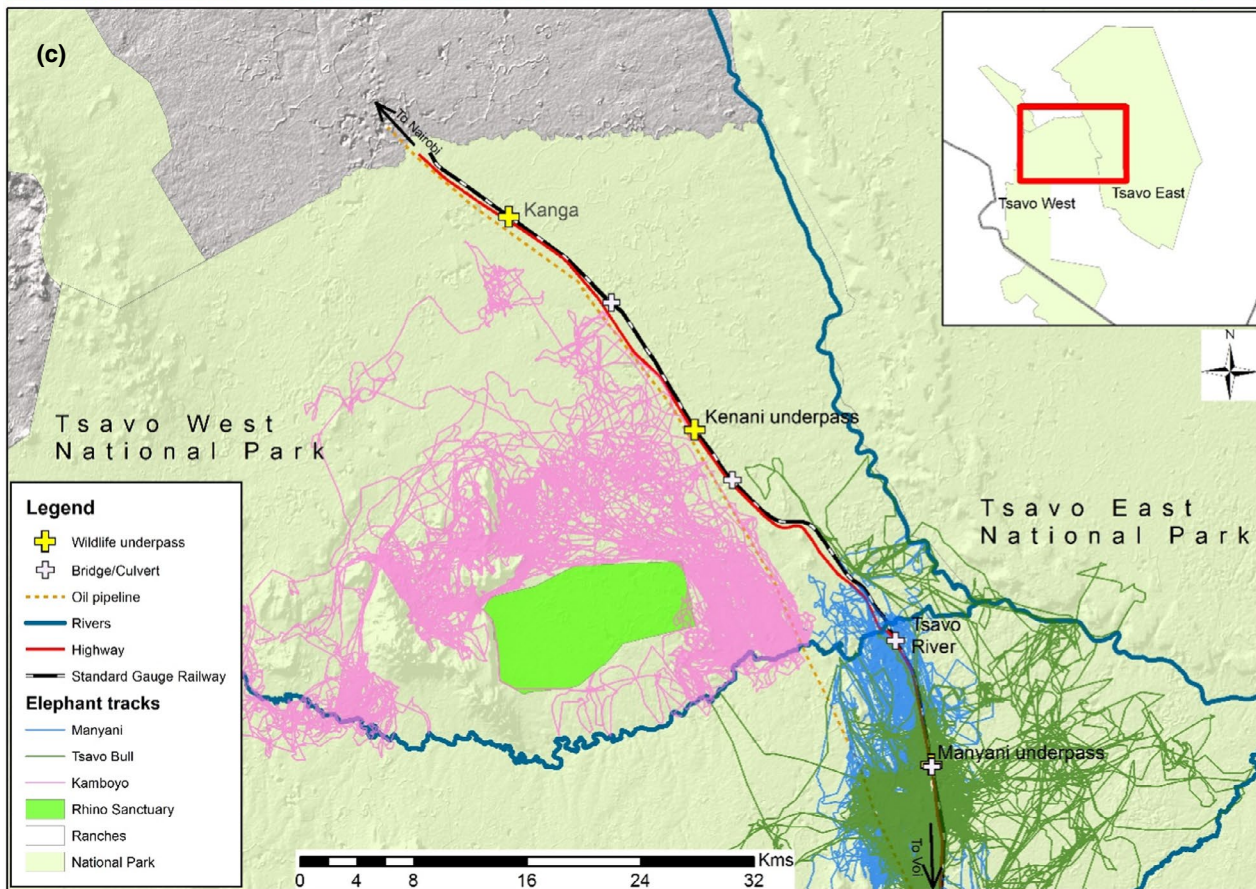 (c)
To Nairobi
Kanga
Kenani underpass
Tsavo West
National Park
Tsavo East
National Park
Tsavo
River
Manyani underpass
To Voi
Tsavo West
Tsavo East
N
Legend
Wildlife underpass
Bridge/Culvert
Oil pipeline
Rivers
Highway
Standard Gauge Railway
Elephant tracks
Manyani
Tsavo Bull
Kamboyo
Rhino Sanctuary
Ranches
National Park
Kms
0 4 8 16 24 32